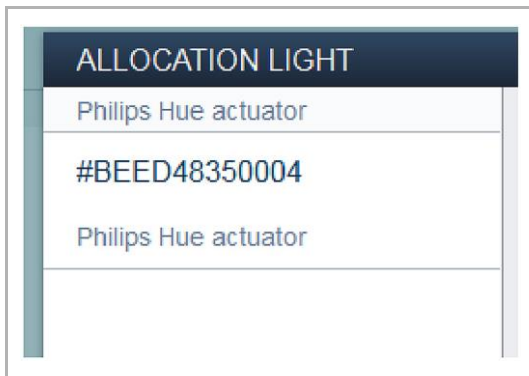 ALLOCATION LIGHT
Philips Hue actuator
#BEED48350004
Philips Hue actuator